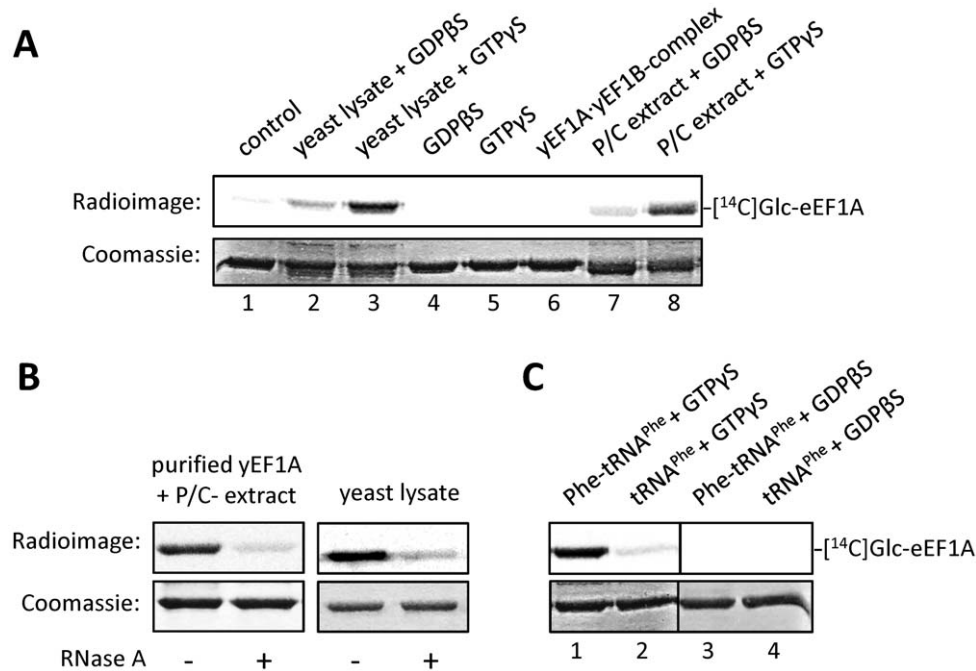 A
control
yeast lysate + GDPβS
yeast lysate + GTPγS
GDPβS
GTPγS
yEF1A·yEF1B-complex
P/C extract + GDPβS
P/C extract + GTPγS
Radioimage:
-[¹⁴C]Glc-eEF1A
Coomassie:
1 2 3 4 5 6 7 8
B
purified yEF1A
+ P/C- extract
yeast lysate
Radioimage:
Coomassie:
RNase A - + - +
C
Phe-tRNAᴾʰᵉ + GTPγS
tRNAᴾʰᵉ + GTPγS
Phe-tRNAᴾʰᵉ + GDPβS
tRNAᴾʰᵉ + GDPβS
-[¹⁴C]Glc-eEF1A
1 2 3 4